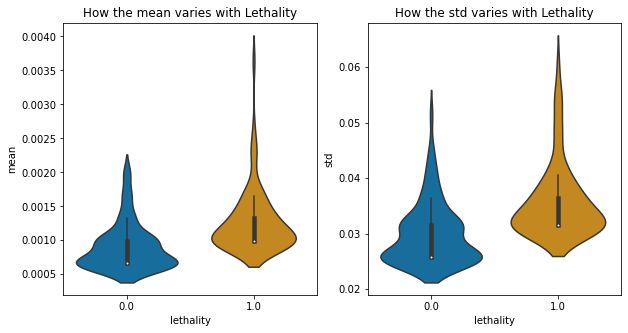 How the mean varies with Lethality
mean
0.0040
0.0035
0.0030
0.0025
0.0020
0.0015
0.0010
0.0005
0.0
1.0
lethality
How the std varies with Lethality
std
0.06
0.05
0.04
0.03
0.02
0.0
1.0
lethality